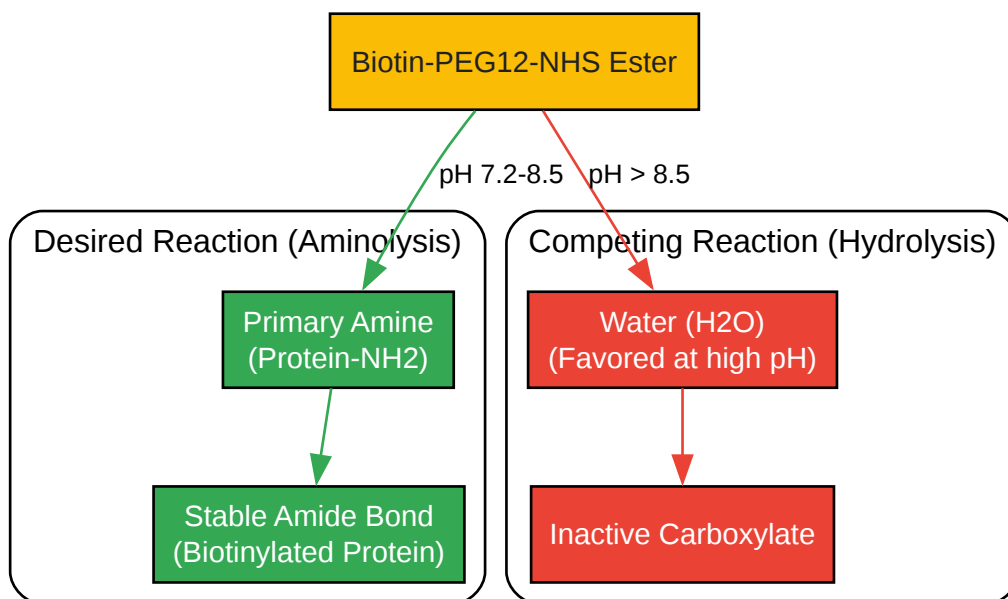 Biotin-PEG12-NHS Ester
pH 7.2-8.5
pH > 8.5
Desired Reaction (Aminolysis)
Competing Reaction (Hydrolysis)
Primary Amine
(Protein-NH2)
Water (H2O)
(Favored at high pH)
Stable Amide Bond
(Biotinylated Protein)
Inactive Carboxylate